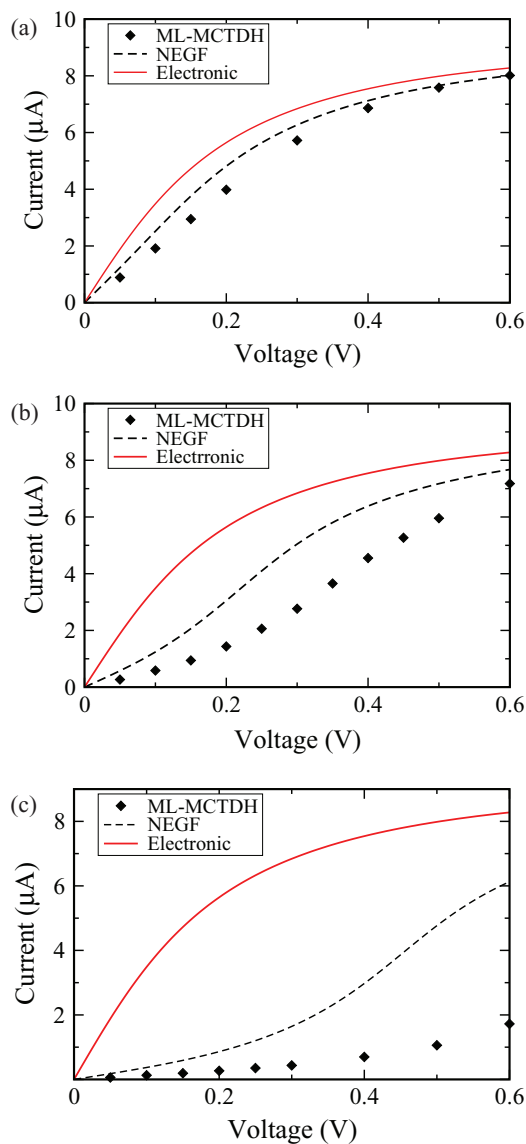 (a)
ML-MCTDH
NEGF
Electronic
10
8
6
4
2
0
Current (μA)
0
0.2
0.4
0.6
Voltage (V)
(b)
ML-MCTDH
NEGF
Electrronic
10
8
6
4
2
0
Current (μA)
0
0.2
0.4
0.6
Voltage (V)
(c)
ML-MCTDH
NEGF
Electronic
8
6
4
2
Current (μA)
0
0.2
0.4
0.6
Voltage (V)